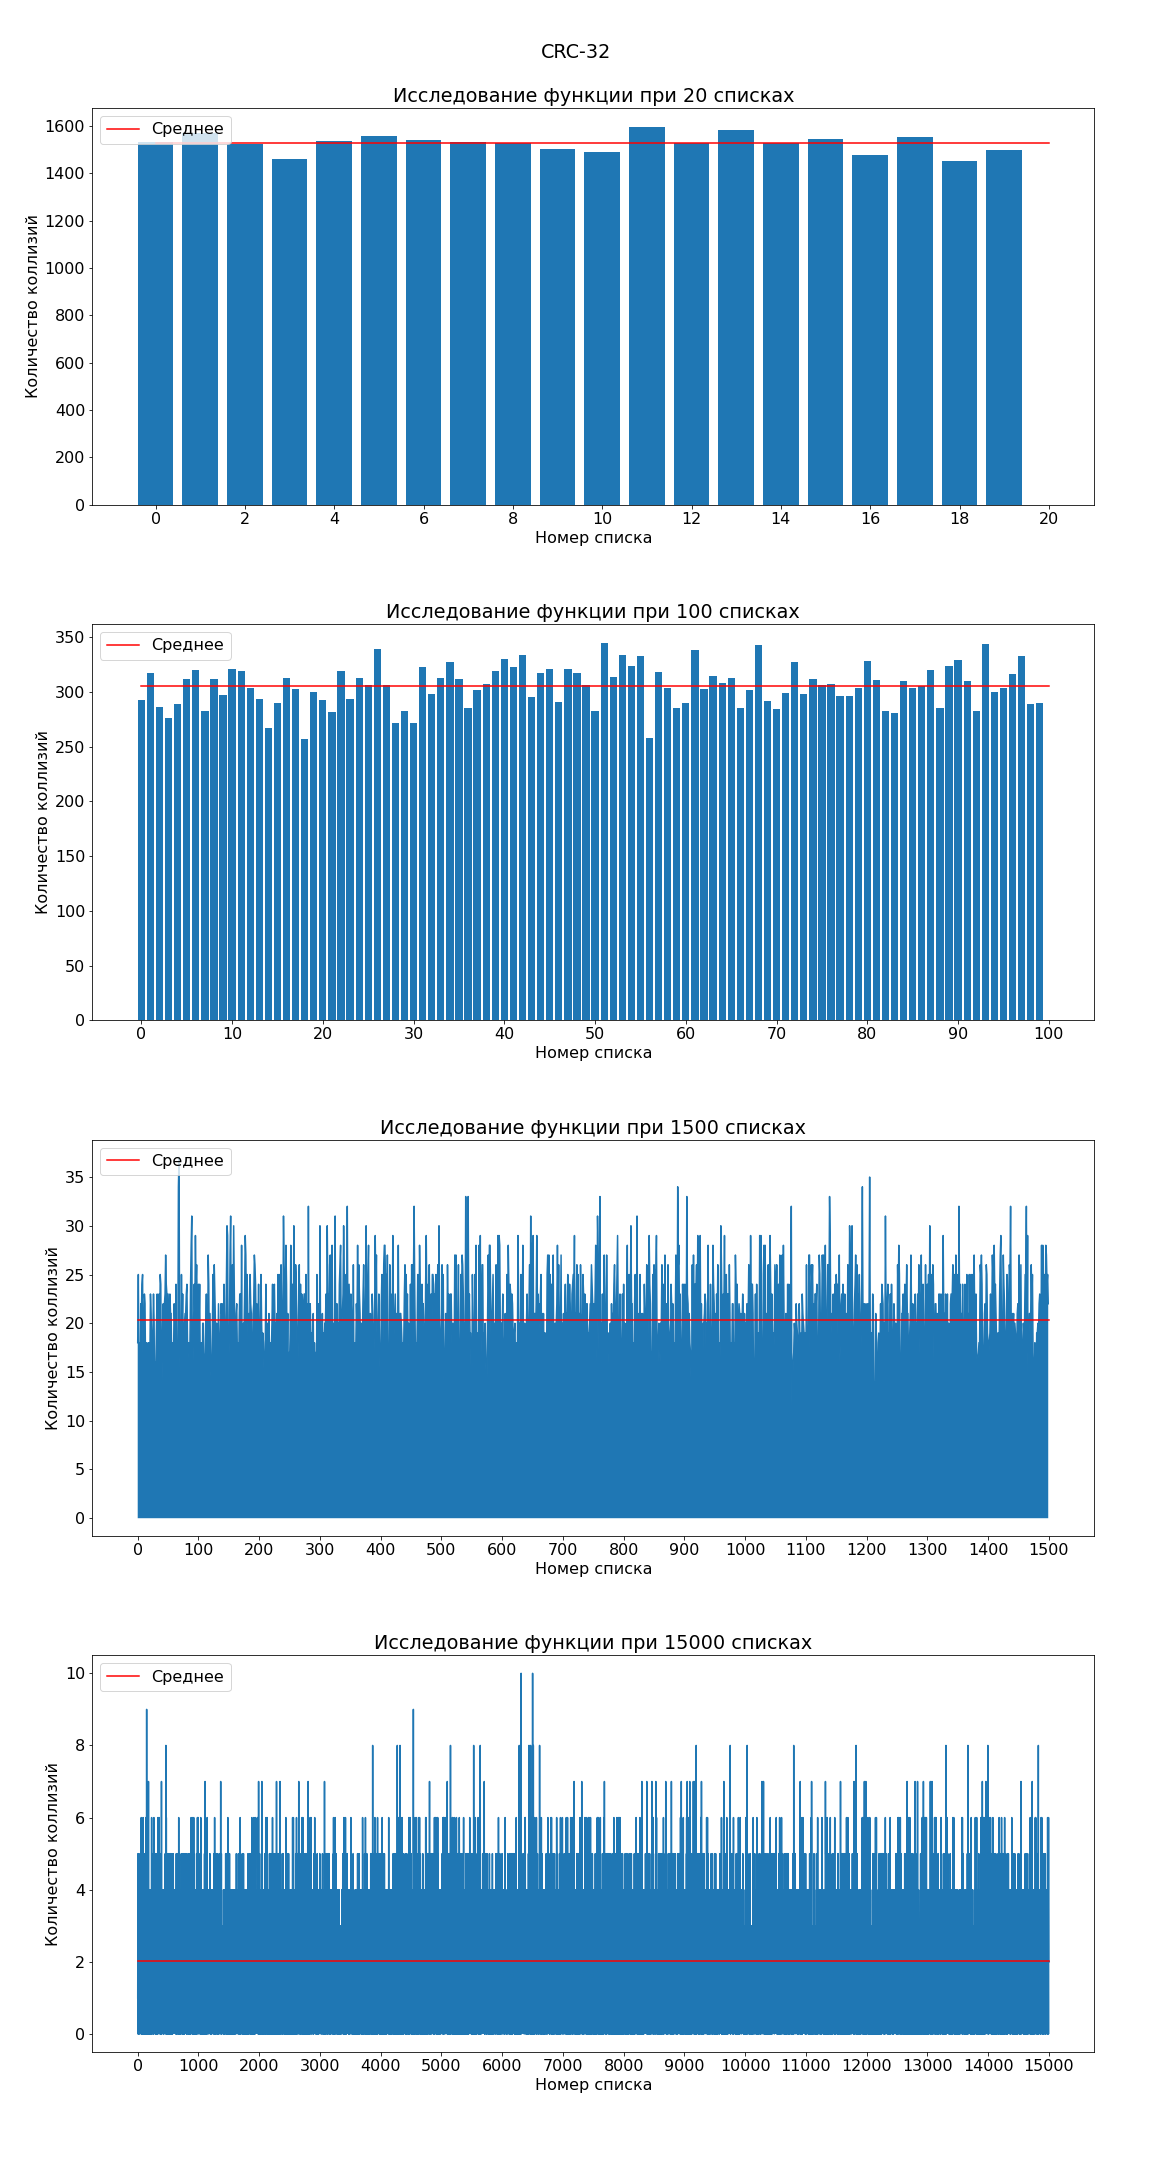 CRC-32
Исследование функции при 20 списках
Среднее
Количество коллизий
1600
1400
1200
1000
800
600
400
200
0
0 2 4 6 8 10 12 14 16 18 20
Номер списка
Исследование функции при 100 списках
Среднее
Количество коллизий
350
300
250
200
150
100
50
0
0 10 20 30 40 50 60 70 80 90 100
Номер списка
Исследование функции при 1500 списках
Среднее
Количество коллизий
35
30
25
20
15
10
5
0
0 100 200 300 400 500 600 700 800 900 1000 1100 1200 1300 1400 1500
Номер списка
Исследование функции при 15000 списках
Среднее
Количество коллизий
10
8
6
4
2
0
0 1000 2000 3000 4000 5000 6000 7000 8000 9000 10000 11000 12000 13000 14000 15000
Номер списка